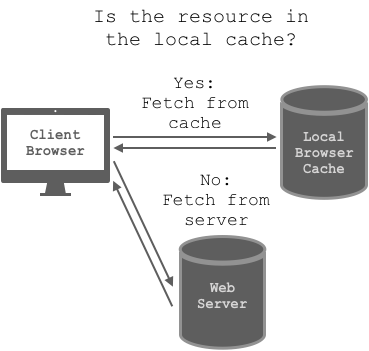 Is the resource in
the local cache?
Yes:
Fetch from
cache
Client
Browser
Local
Browser
Cache
No:
Fetch from
server
Web
Server